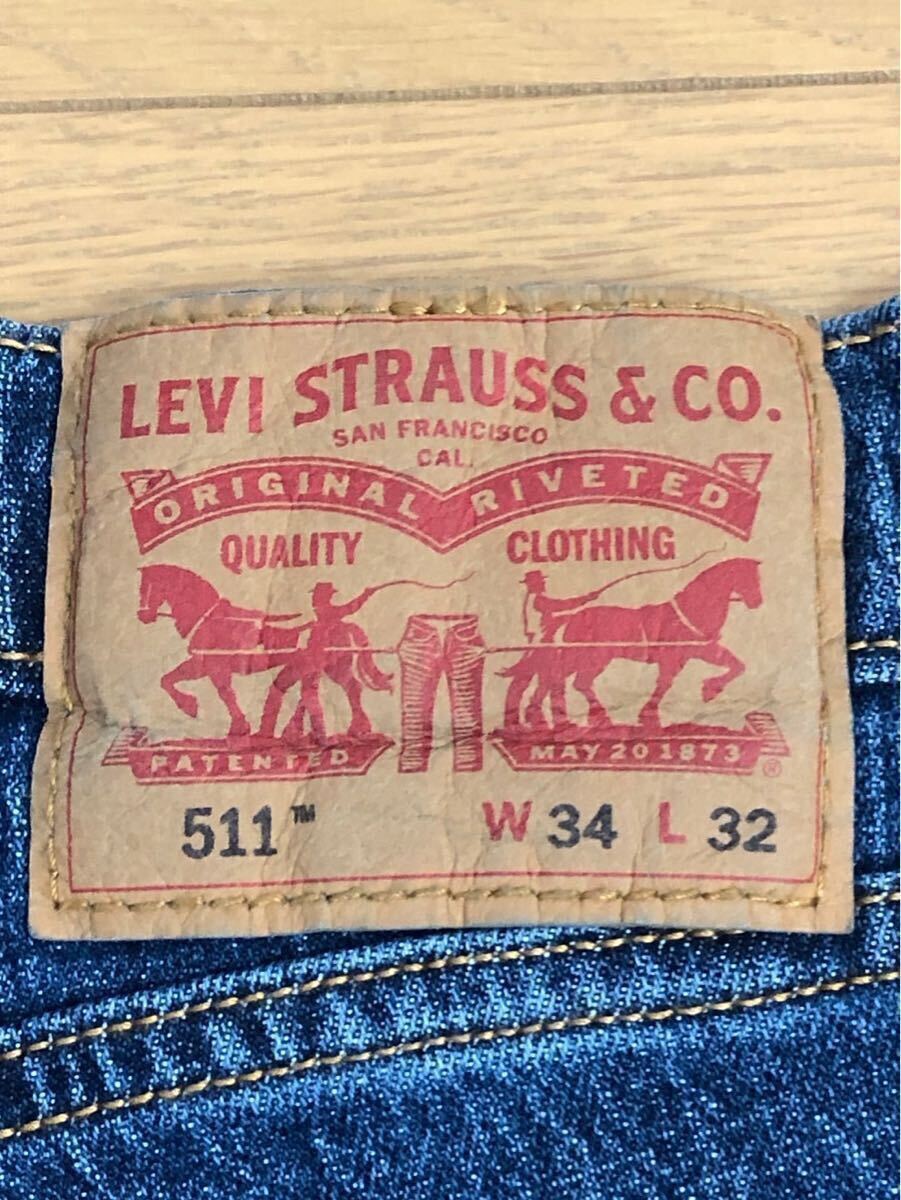 LEVI STRAUSS & CO.
SAN FRANCISCO
CAL.
ORIGINAL RIVETED
QUALITY CLOTHING
PATENTED MAY 20 1873 ®
511™ W 34 L 32